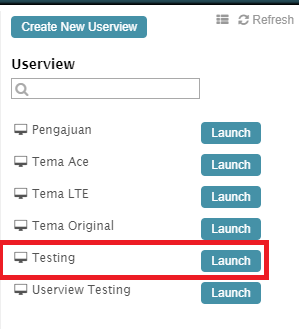 Create New Userview
Refresh
Userview
Pengajuan Launch
Tema Ace Launch
Tema LTE Launch
Tema Original Launch
Testing Launch
Userview Testing Launch